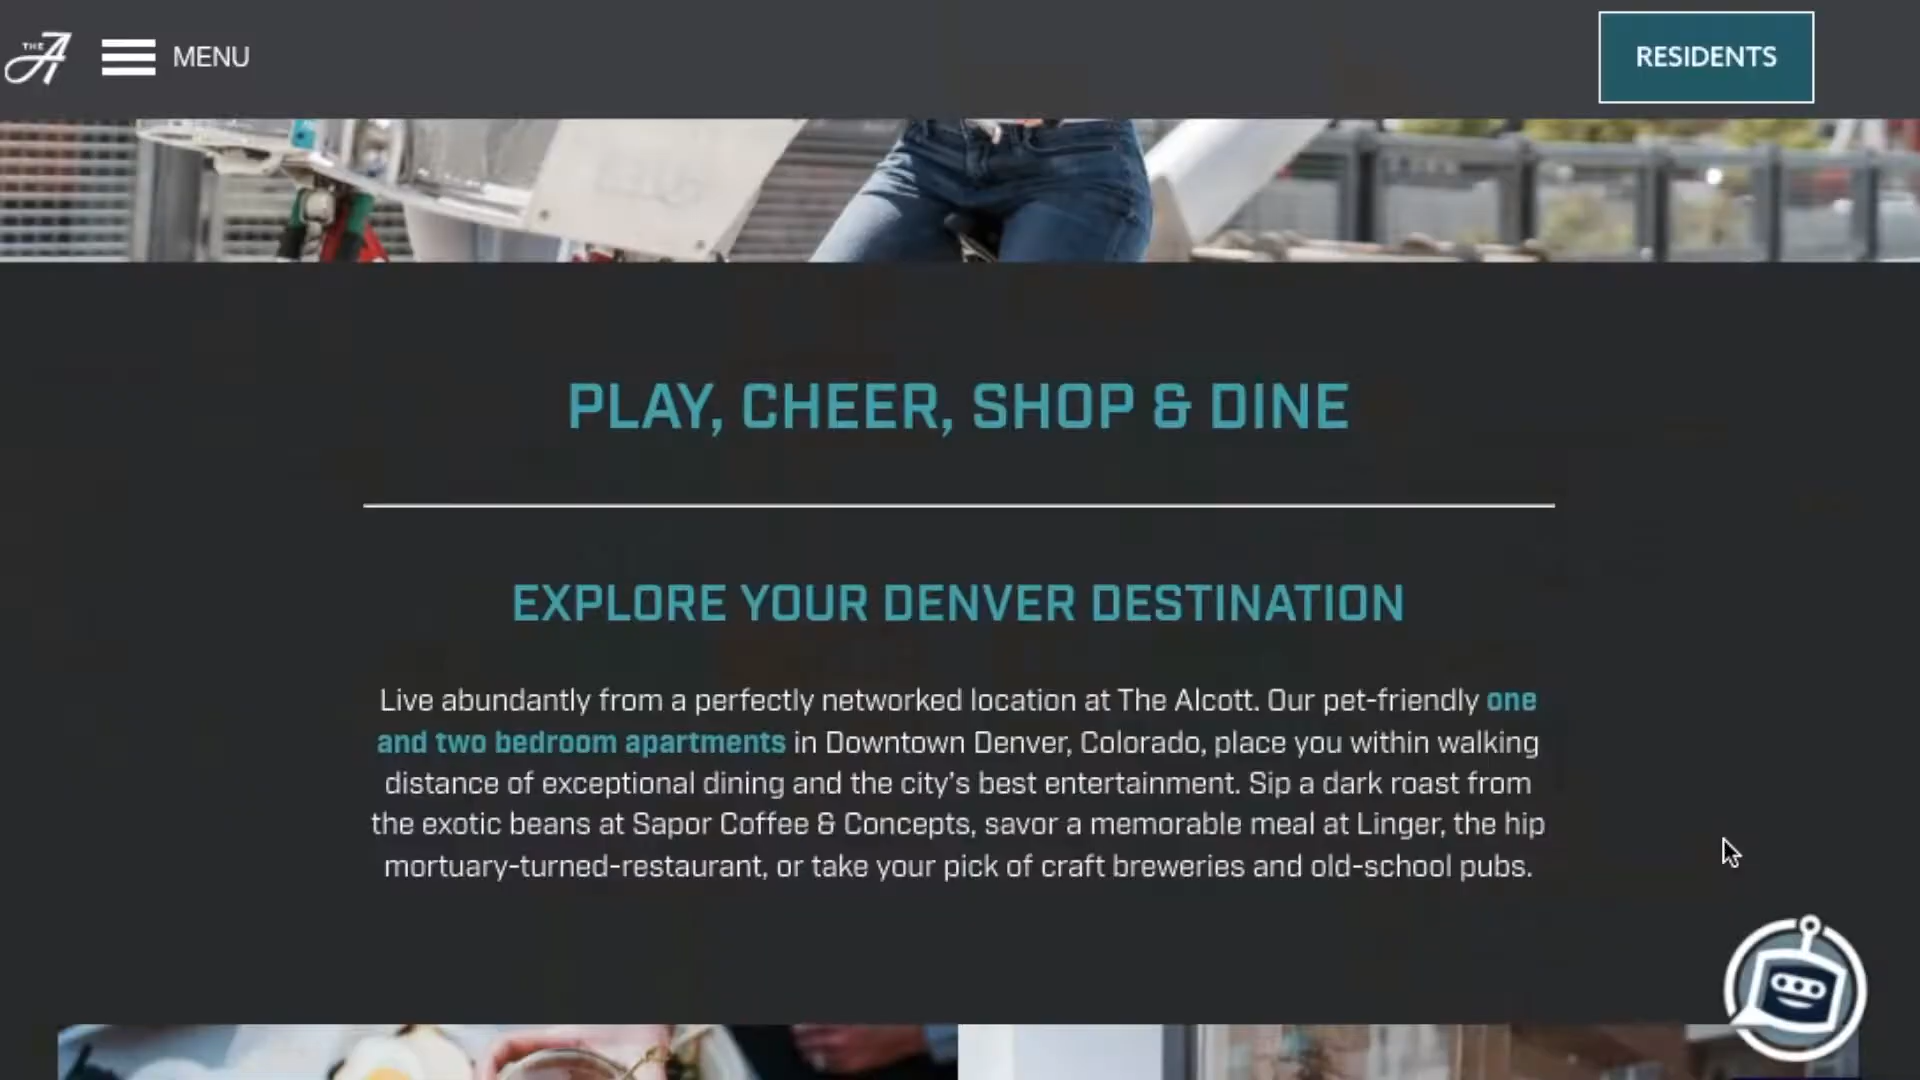 THE A
MENU
RESIDENTS
PLAY, CHEER, SHOP & DINE
EXPLORE YOUR DENVER DESTINATION
Live abundantly from a perfectly networked location at The Alcott. Our pet-friendly one
and two bedroom apartments in Downtown Denver, Colorado, place you within walking
distance of exceptional dining and the city's best entertainment. Sip a dark roast from
the exotic beans at Sapor Coffee & Concepts, savor a memorable meal at Linger, the hip
mortuary-turned-restaurant, or take your pick of craft breweries and old-school pubs.